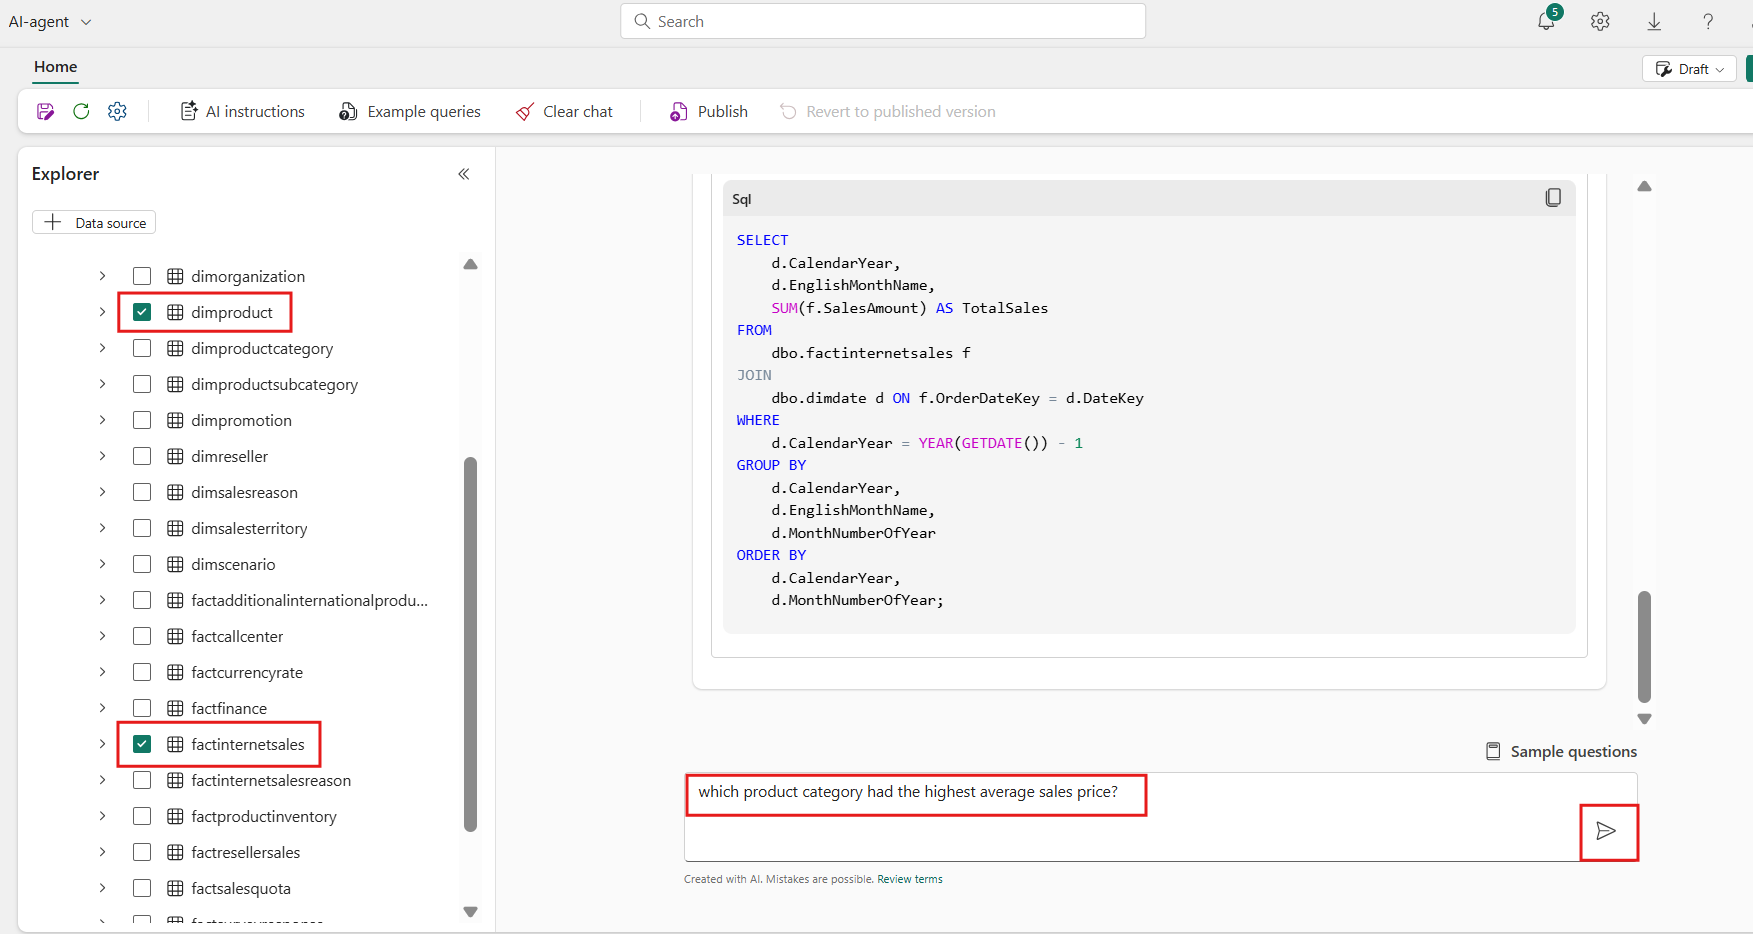 AI-agent
Search
5
?
Home
Draft
AI instructions
Example queries
Clear chat
Publish
Revert to published version
Explorer
Data source
dimorganization
dimproduct
dimproductcategory
dimproductsubcategory
dimpromotion
dimreseller
dimsalesreason
dimsalesterritory
dimscenario
factadditionalinternationalprodu...
factcallcenter
factcurrencyrate
factfinance
factinternetsales
factinternetsalesreason
factproductinventory
factresellersales
factsalesquota
Sql
SELECT
d.CalendarYear,
d.EnglishMonthName,
SUM(f.SalesAmount) AS TotalSales
FROM
dbo.factinternetsales f
JOIN
dbo.dimdate d ON f.OrderDateKey = d.DateKey
WHERE
d.CalendarYear = YEAR(GETDATE()) - 1
GROUP BY
d.CalendarYear,
d.EnglishMonthName,
d.MonthNumberOfYear
ORDER BY
d.CalendarYear,
d.MonthNumberOfYear;
Sample questions
which product category had the highest average sales price?
Created with AI. Mistakes are possible. Review terms